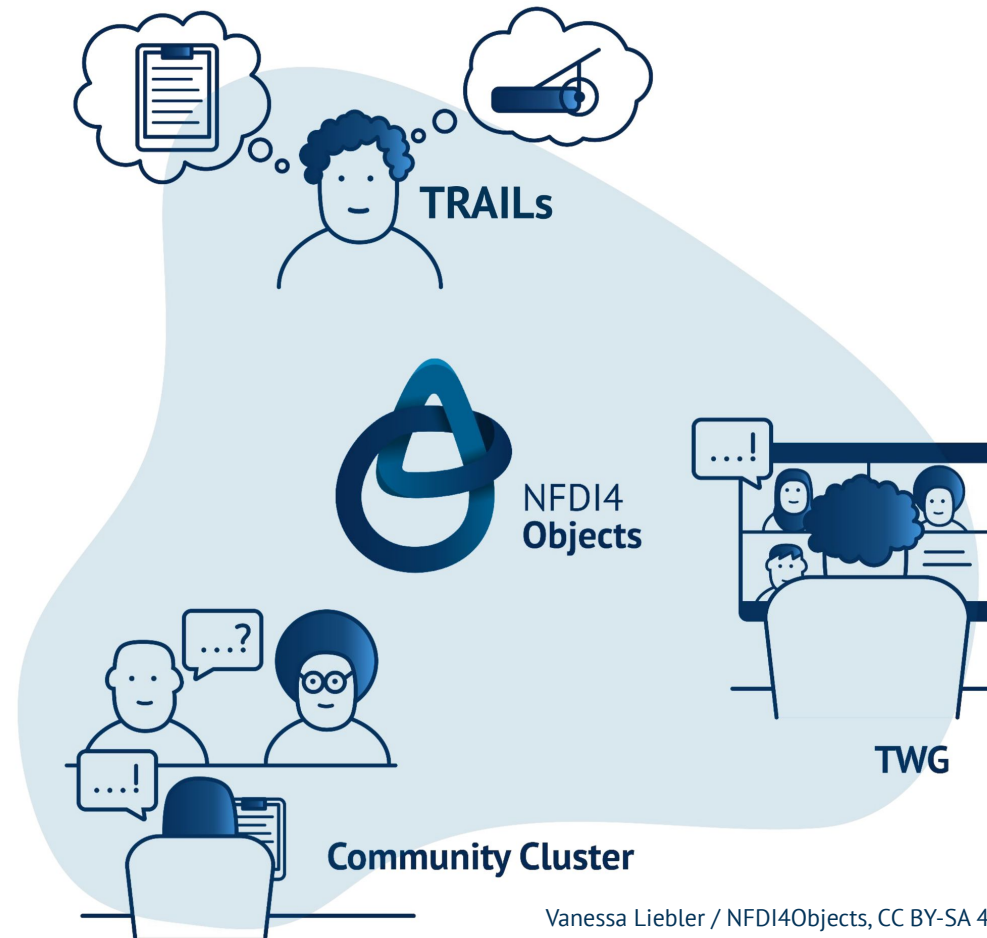 TRAILs
NFDI4
Objects
...!
...?
...!
TWG
Community Cluster
Vanessa Liebler / NFDI4Objects, CC BY-SA 4